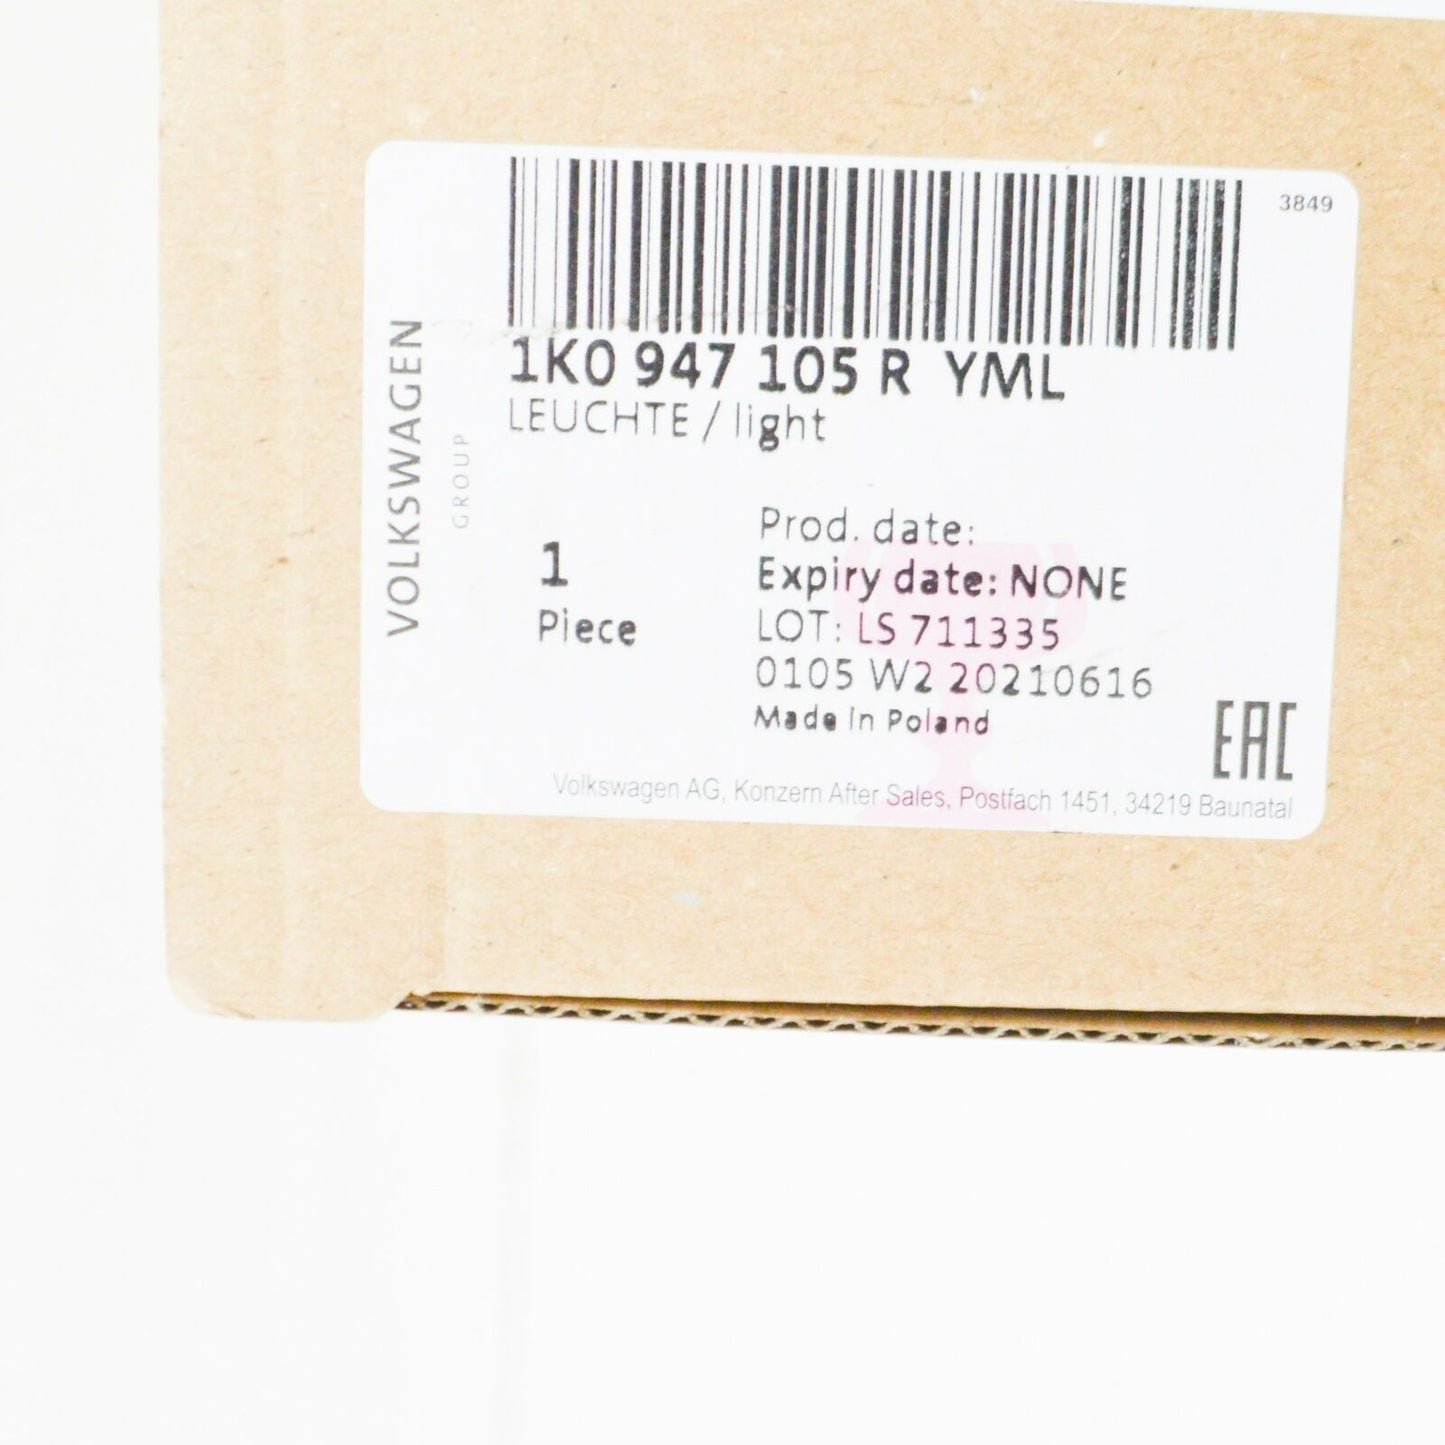 3849
1K0 947 105 R YML
LEUCHTE / light
VOLKSWAGEN
GROUP
1
Piece
Prod. date:
Expiry date: NONE
LOT: LS 711335
0105 W2 20210616
Made in Poland
EAC
Volkswagen AG, Konzern After Sales, Postfach 1451, 34219 Baunatal